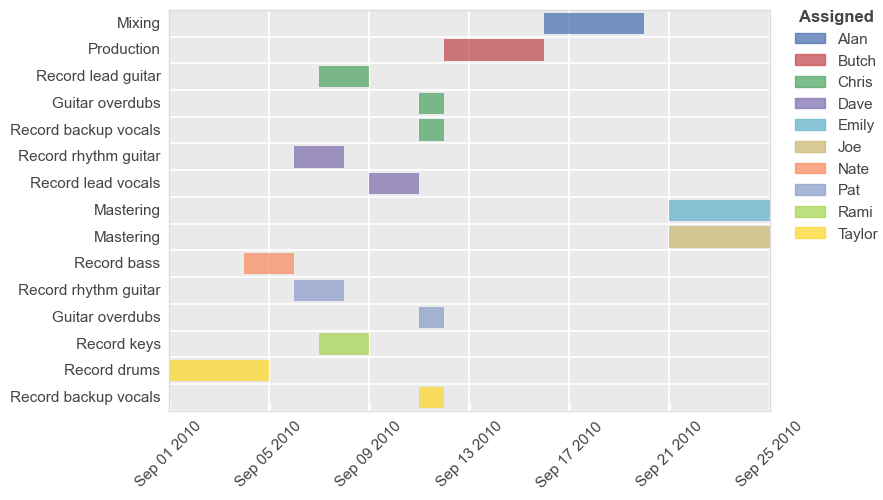 Mixing
Production
Record lead guitar
Guitar overdubs
Record backup vocals
Record rhythm guitar
Record lead vocals
Mastering
Mastering
Record bass
Record rhythm guitar
Guitar overdubs
Record keys
Record drums
Record backup vocals
Sep 01 2010
Sep 05 2010
Sep 09 2010
Sep 13 2010
Sep 17 2010
Sep 21 2010
Sep 25 2010
Assigned
Alan
Butch
Chris
Dave
Emily
Joe
Nate
Pat
Rami
Taylor